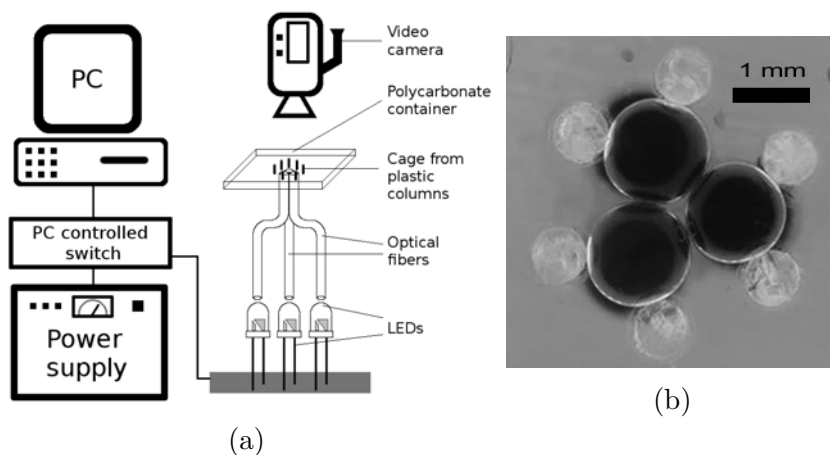 PC
PC controlled
switch
Power
supply
Video
camera
Polycarbonate
container
Cage from
plastic
columns
Optical
fibers
LEDs
(a)
1 mm
(b)